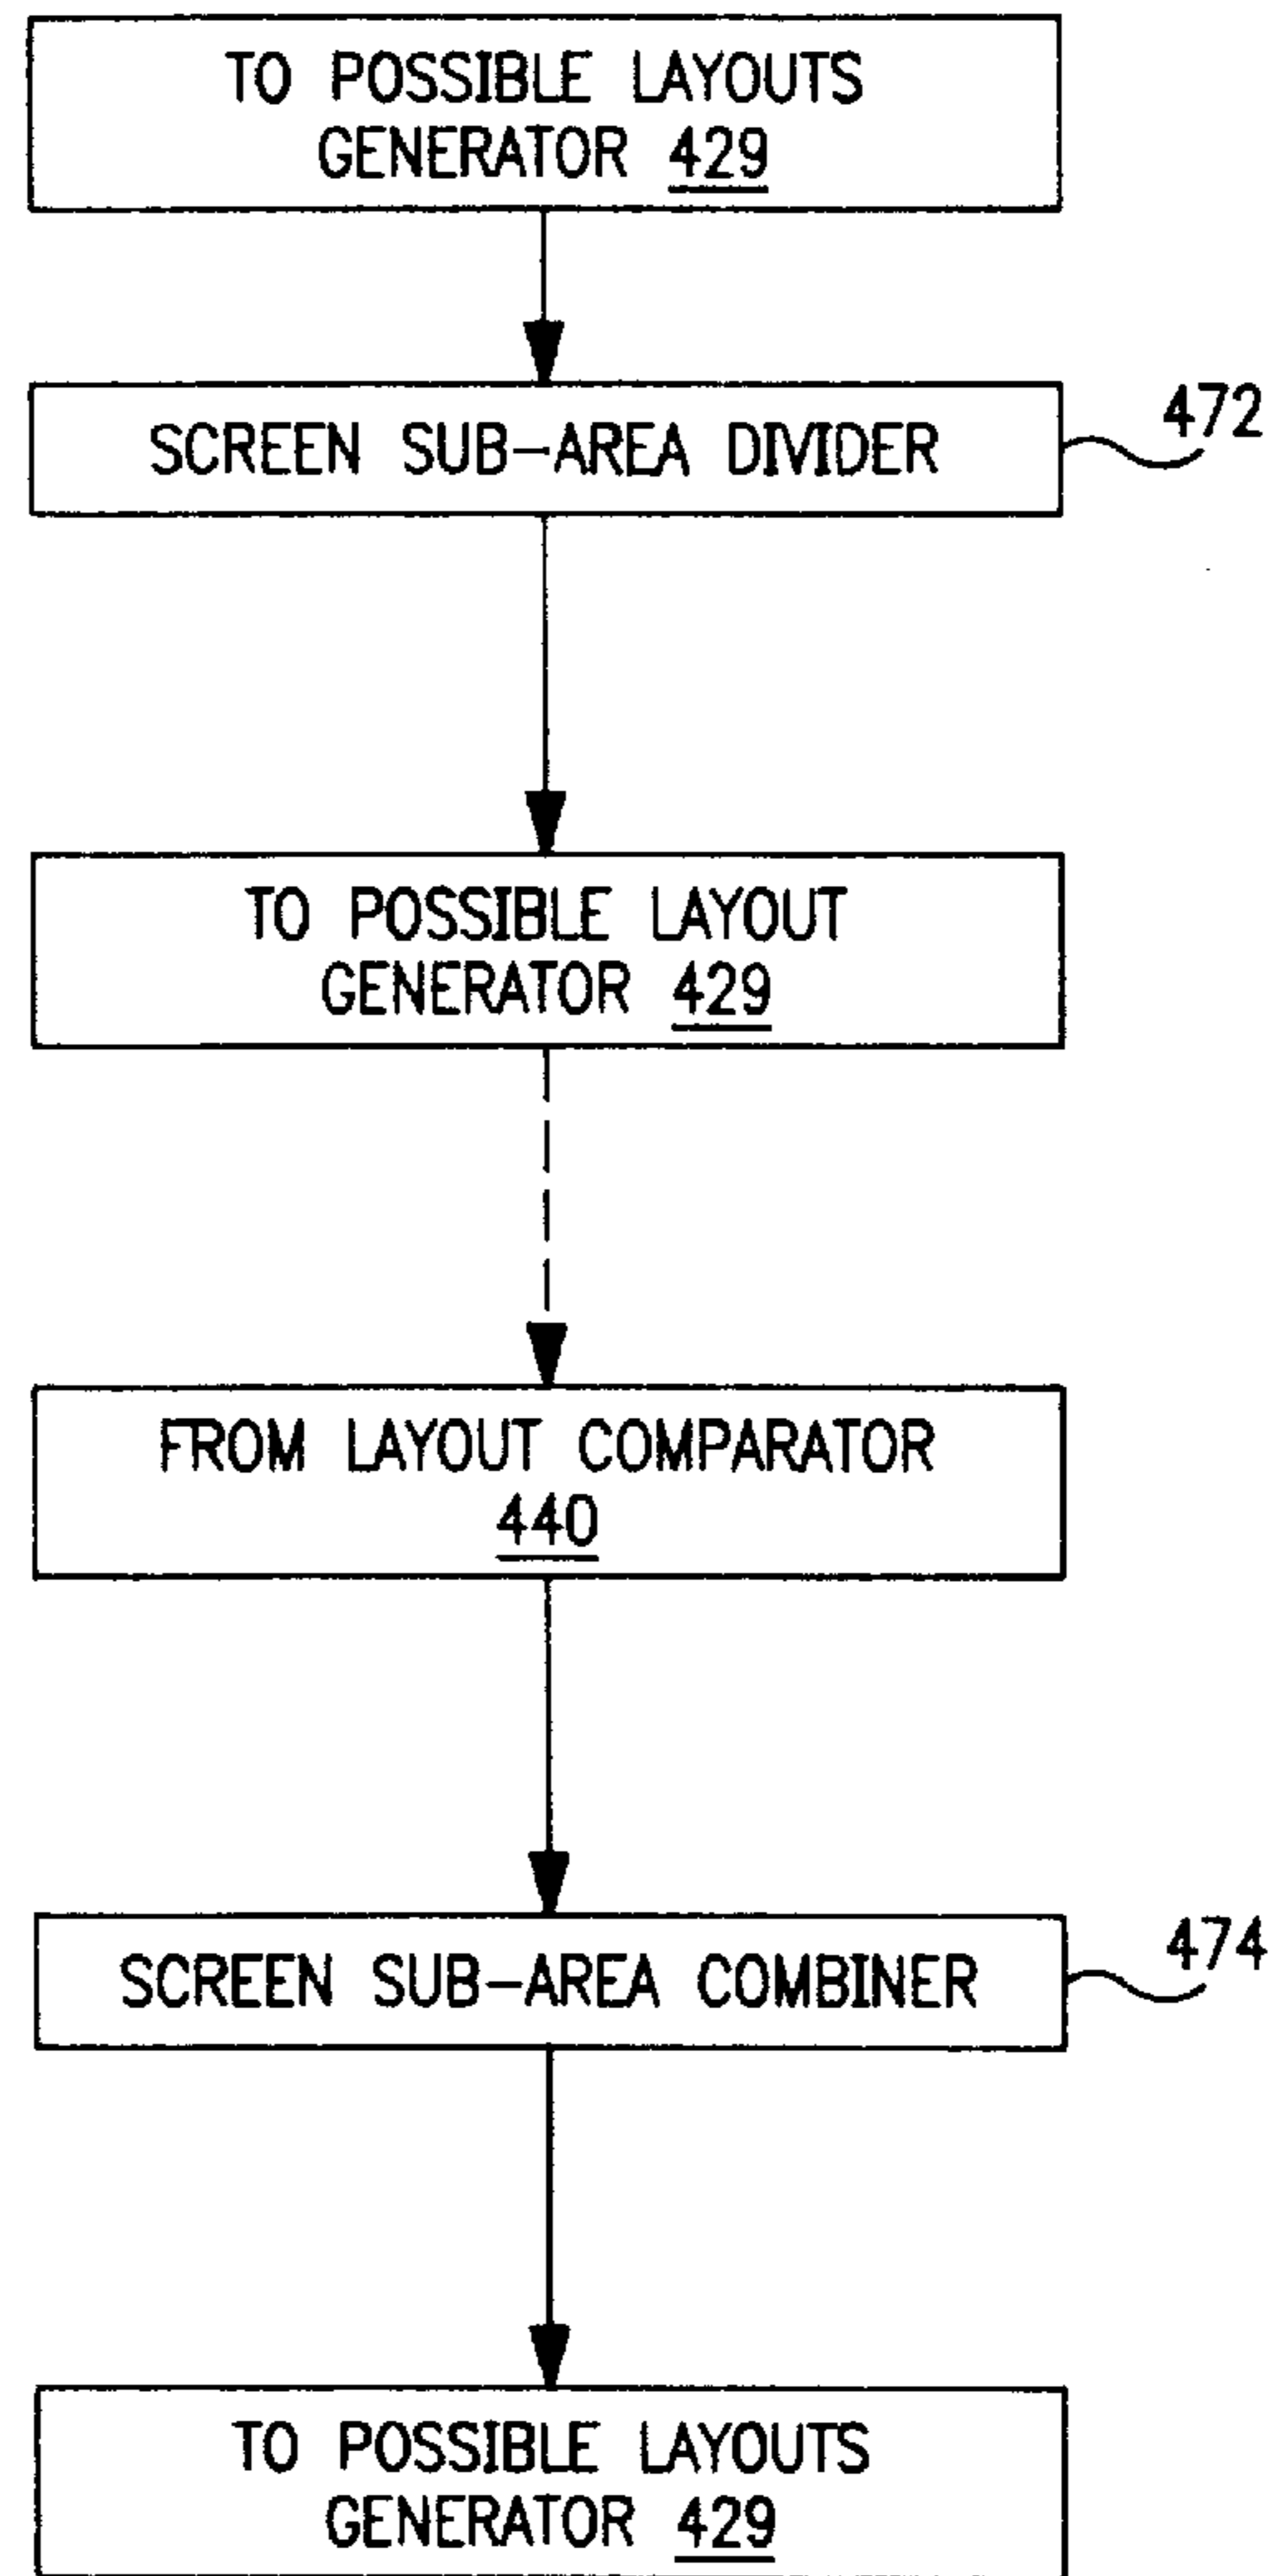 TO POSSIBLE LAYOUTS
GENERATOR 429
SCREEN SUB-AREA DIVIDER
472
TO POSSIBLE LAYOUT
GENERATOR 429
FROM LAYOUT COMPARATOR
440
SCREEN SUB-AREA COMBINER
474
TO POSSIBLE LAYOUTS
GENERATOR 429